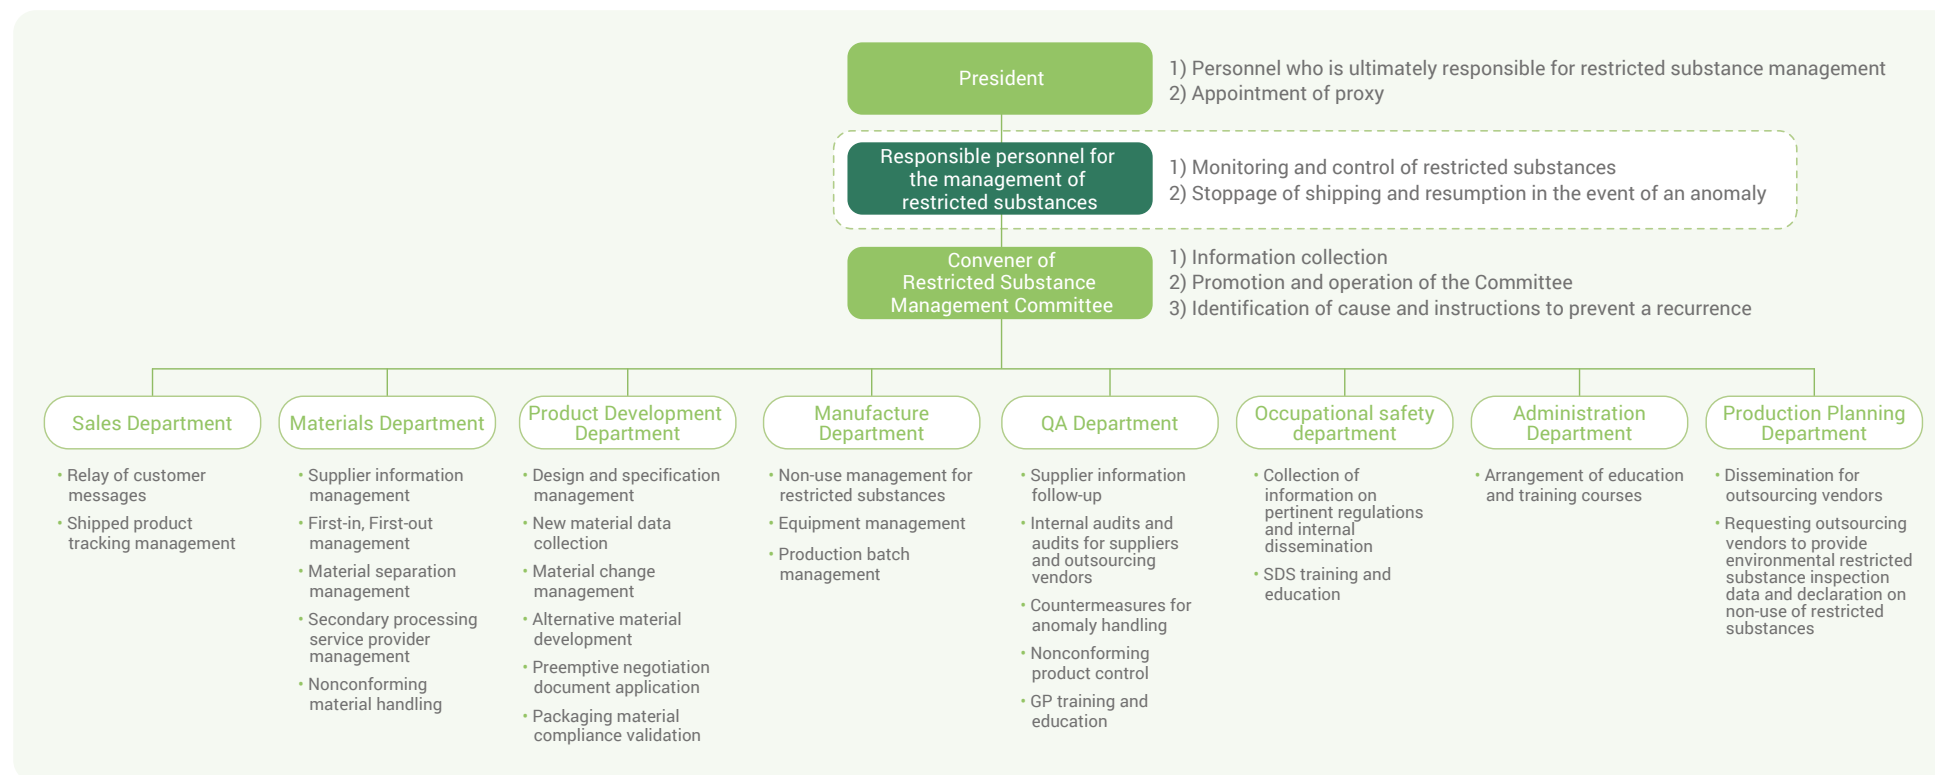 President
1) Personnel who is ultimately responsible for restricted substance management
2) Appointment of proxy
Responsible personnel for
the management of
restricted substances
1) Monitoring and control of restricted substances
2) Stoppage of shipping and resumption in the event of an anomaly
Convener of
Restricted Substance
Management Committee
1) Information collection
2) Promotion and operation of the Committee
3) Identification of cause and instructions to prevent a recurrence
Sales Department
• Relay of customer
messages
• Shipped product
tracking management
Materials Department
• Supplier information
management
• First-in, First-out
management
• Material separation
management
• Secondary processing
service provider
management
• Nonconforming
material handling
Product Development
Department
• Design and specification
management
• New material data
collection
• Material change
management
• Alternative material
development
• Preemptive negotiation
document application
• Packaging material
compliance validation
Manufacture
Department
• Non-use management for
restricted substances
• Equipment management
• Production batch
management
QA Department
• Supplier information
follow-up
• Internal audits and
audits for suppliers
and outsourcing
vendors
• Countermeasures for
anomaly handling
• Nonconforming
product control
• GP training and
education
Occupational safety
department
• Collection of
information on
pertinent regulations
and internal
dissemination
• SDS training and
education
Administration
Department
• Arrangement of education
and training courses
Production Planning
Department
• Dissemination for
outsourcing vendors
• Requesting outsourcing
vendors to provide
environmental restricted
substance inspection
data and declaration on
non-use of restricted
substances